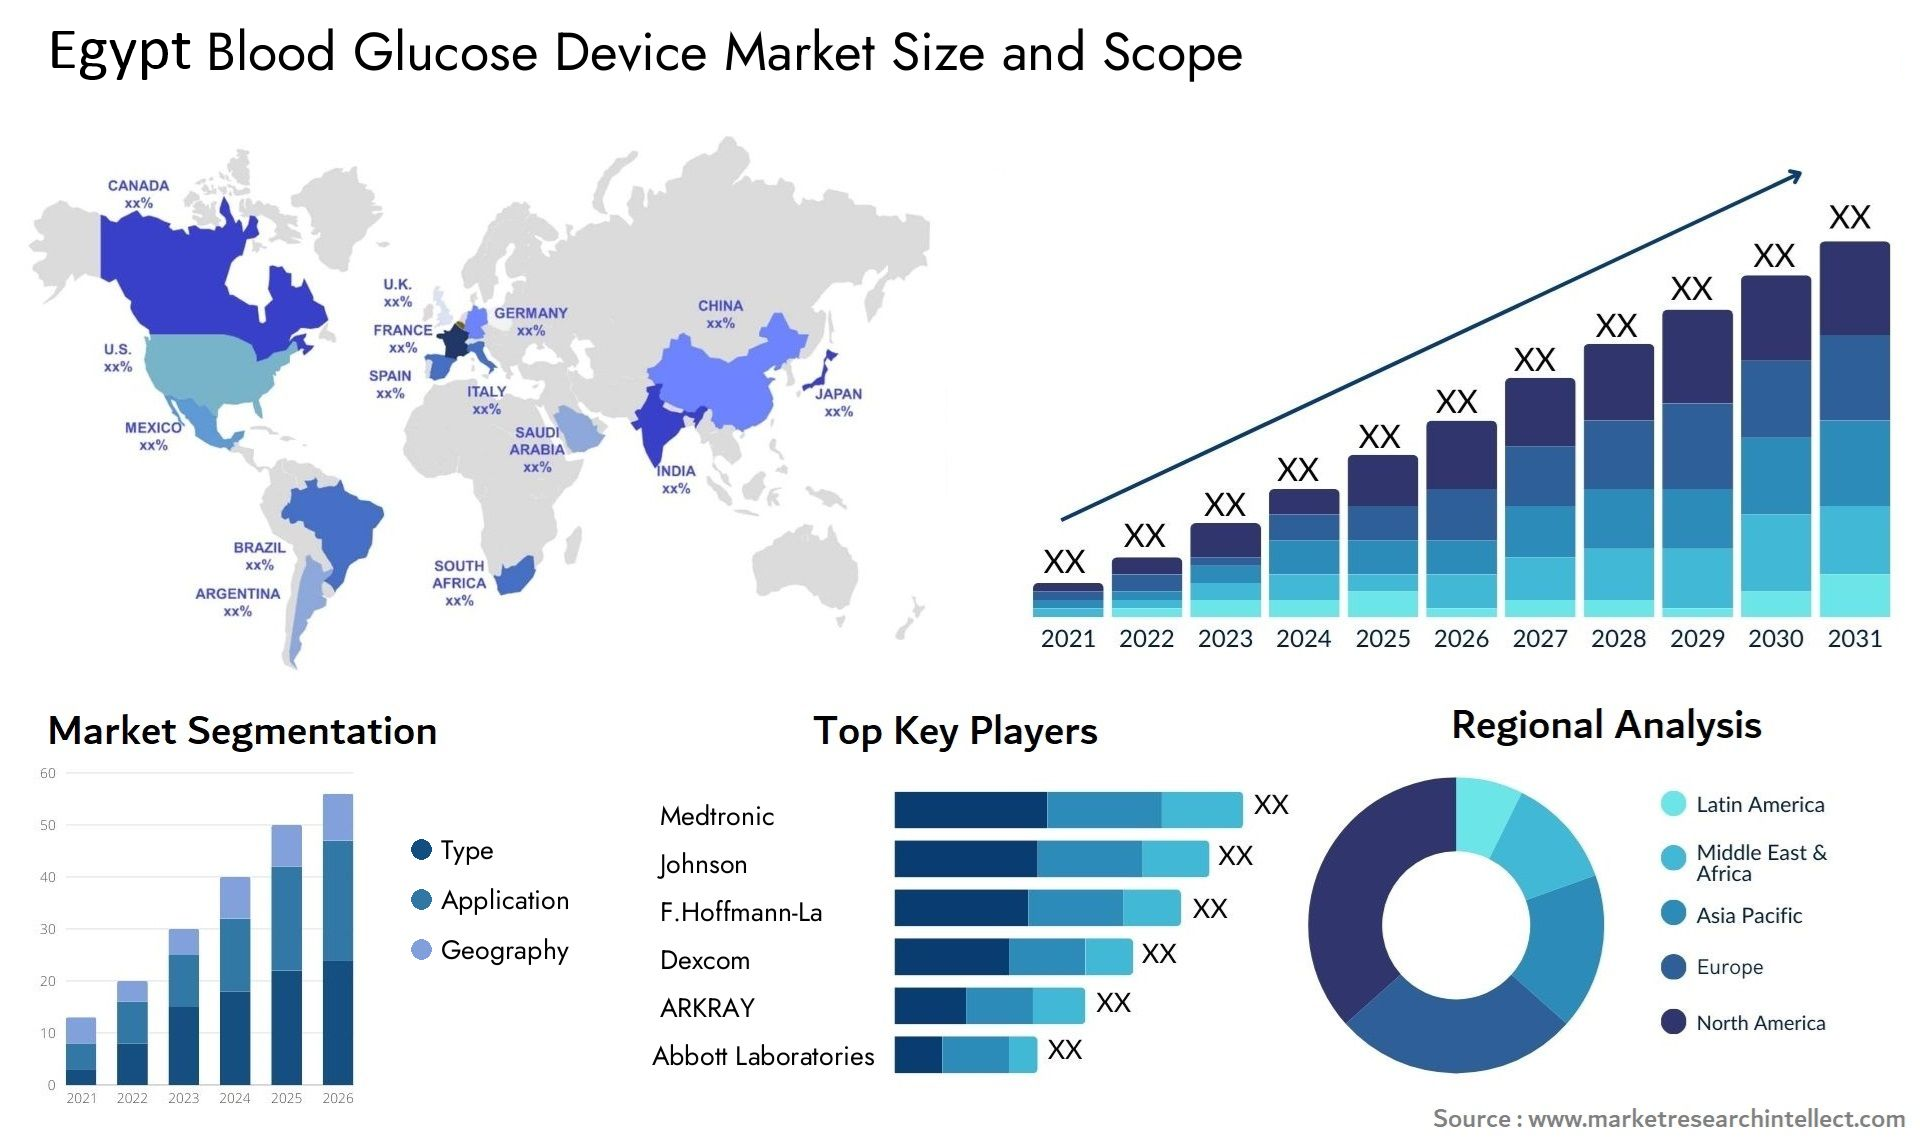 Egypt Blood Glucose Device Market Size and Scope
CANADA
xx%
U.S.
xx%
MEXICO
xx%
BRAZIL
xx%
ARGENTINA
xx%
U.K.
xx%
FRANCE
xx%
SPAIN
xx%
GERMANY
xx%
ITALY
xx%
SAUDI
ARABIA
xx%
SOUTH
AFRICA
xx%
CHINA
xx%
INDIA
xx%
JAPAN
xx%
XX
XX
XX
XX
XX
XX
XX
XX
XX
XX
XX
2021 2022 2023 2024 2025 2026 2027 2028 2029 2030 2031
Market Segmentation
60
50
40
30
20
10
0
2021 2022 2023 2024 2025 2026
Type
Application
Geography
Top Key Players
Medtronic XX
Johnson XX
F.Hoffmann-La XX
Dexcom XX
ARKRAY XX
Abbott Laboratories XX
Regional Analysis
Latin America
Middle East &
Africa
Asia Pacific
Europe
North America
Source : www.marketresearchintellect.com